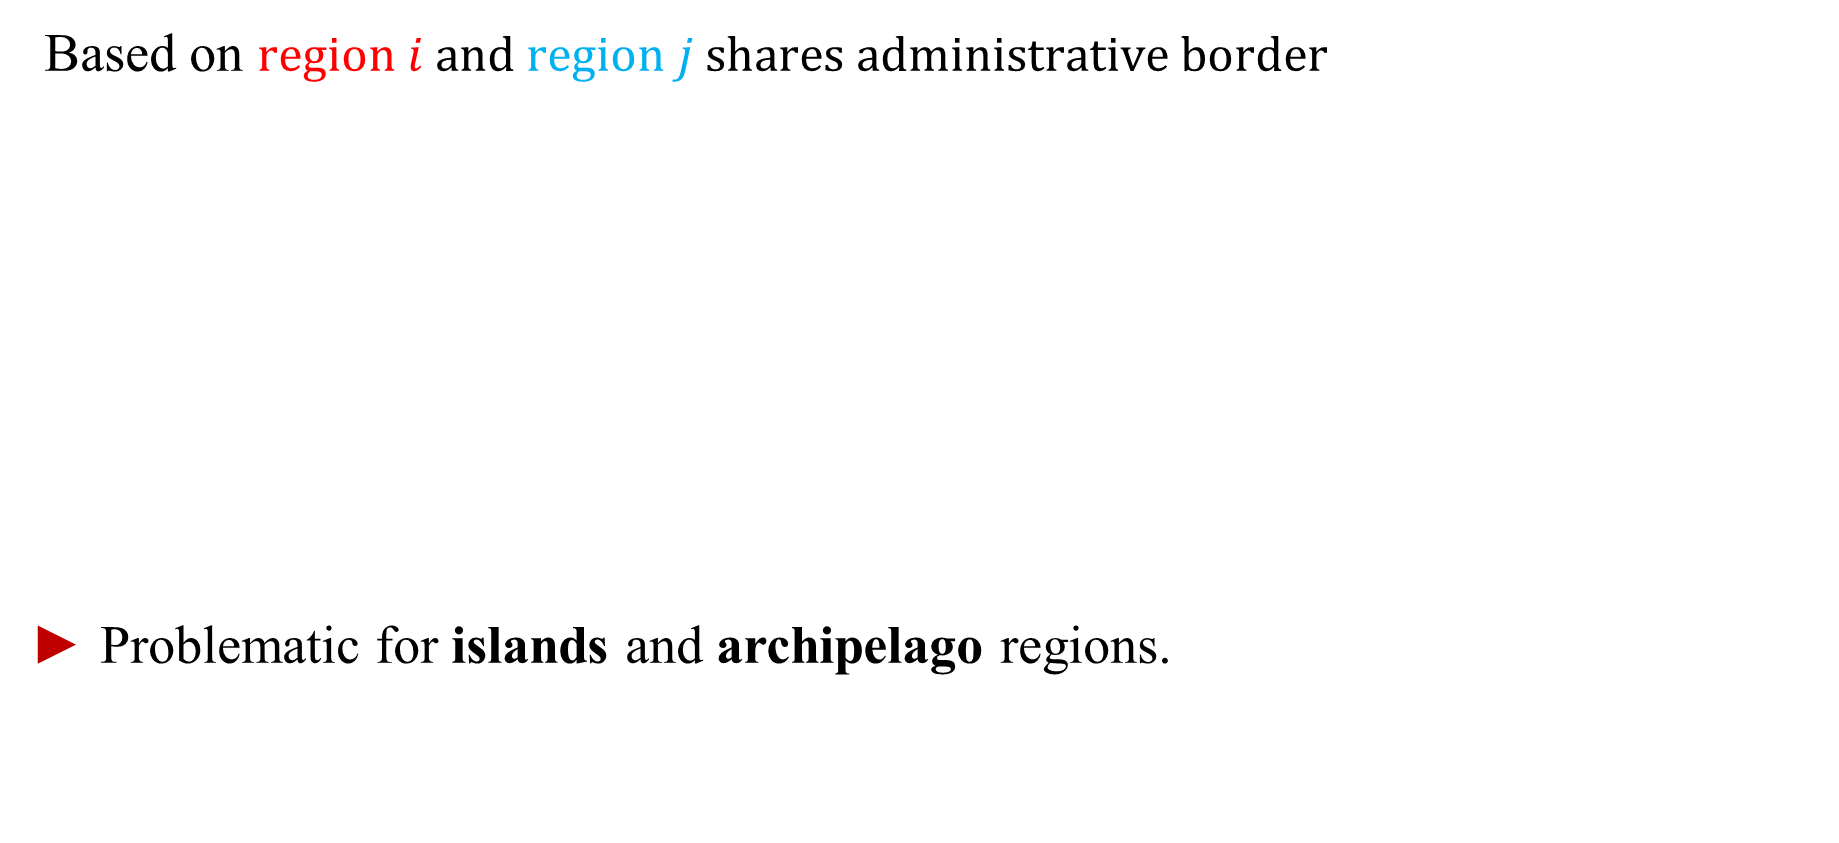 Based on region i and region j shares administrative border
► Problematic for islands and archipelago regions.